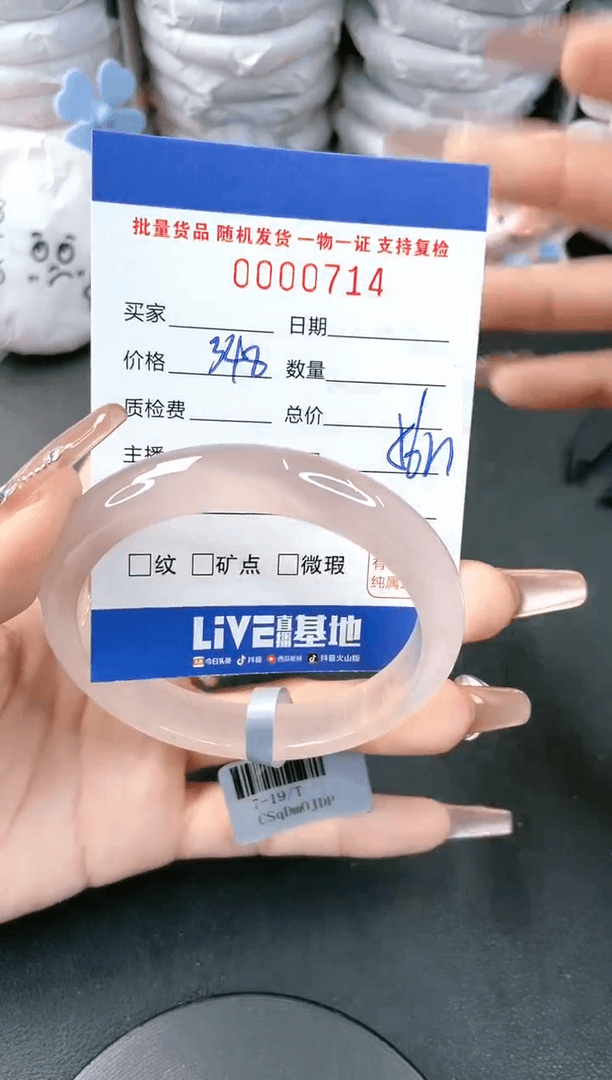 批量货品 随机发货 一物一证 支持复检
0000714
买家 日期
价格 348 数量
质检费 总价
主播
□纹 □矿点 □微瑕
有
纯属
LiVE直播基地
今日头条 抖音 西瓜视频 抖音火山版
7-19/T
CSqDmOJDP